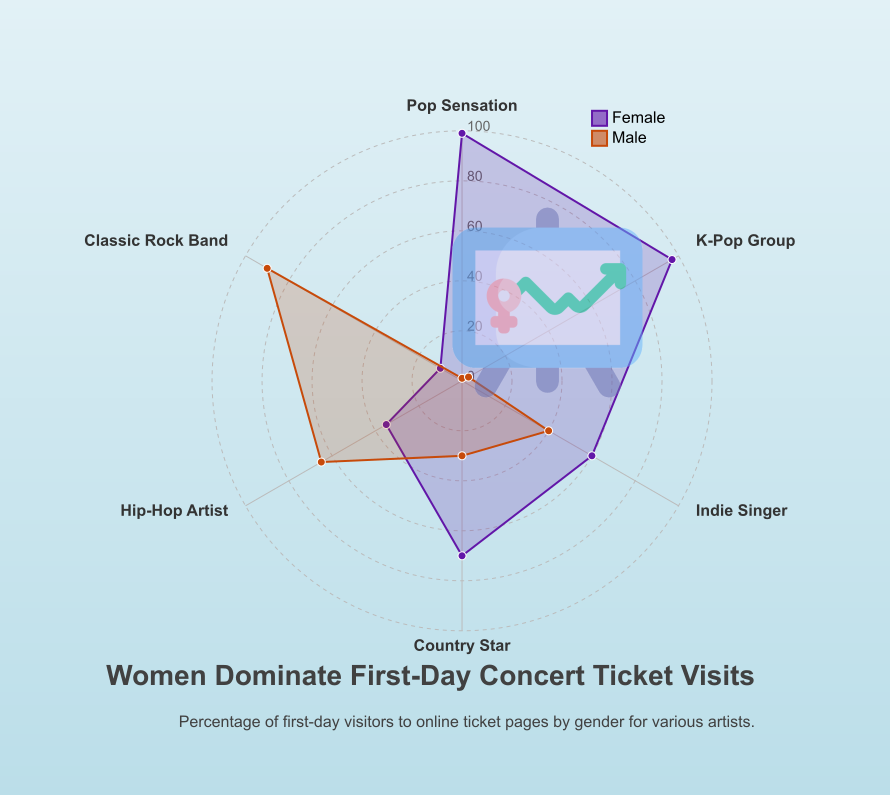 Pop Sensation
100
Female
Male
80
60
Classic Rock Band
K-Pop Group
40
20
0
Hip-Hop Artist
Indie Singer
Country Star
Women Dominate First-Day Concert Ticket Visits
Percentage of first-day visitors to online ticket pages by gender for various artists.